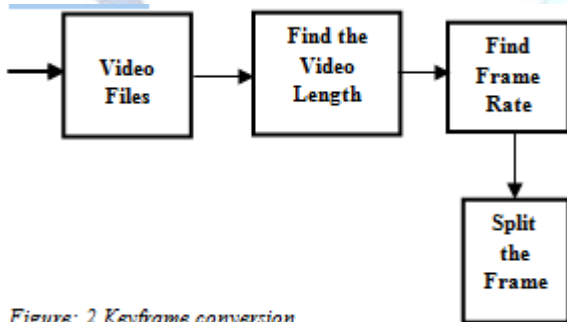 Video
Files
Find the
Video
Length
Find
Frame
Rate
Split
the
Frame
Figure: 2 Keyframe conversion